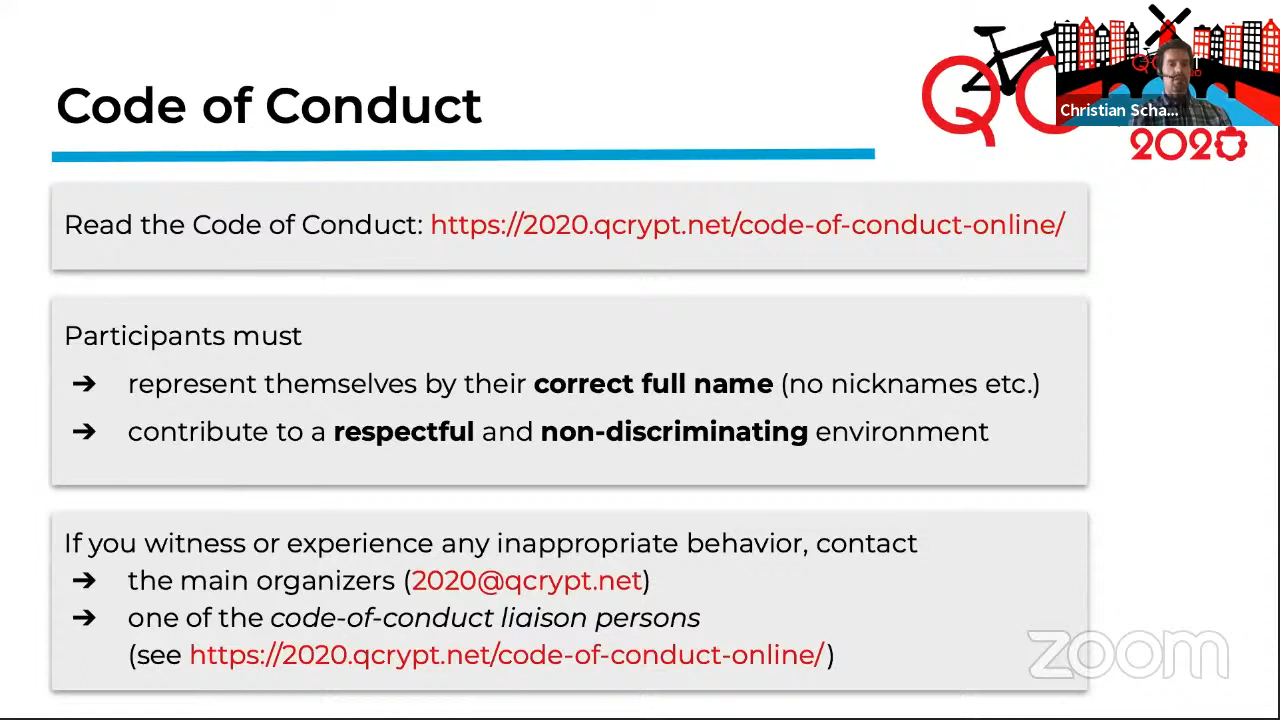 Code of Conduct
Christian Scha...
2020
Read the Code of Conduct: https://2020.qcrypt.net/code-of-conduct-online/
Participants must
➔ represent themselves by their correct full name (no nicknames etc.)
➔ contribute to a respectful and non-discriminating environment
If you witness or experience any inappropriate behavior, contact
➔ the main organizers (2020@qcrypt.net)
➔ one of the code-of-conduct liaison persons
(see https://2020.qcrypt.net/code-of-conduct-online/)
zoom